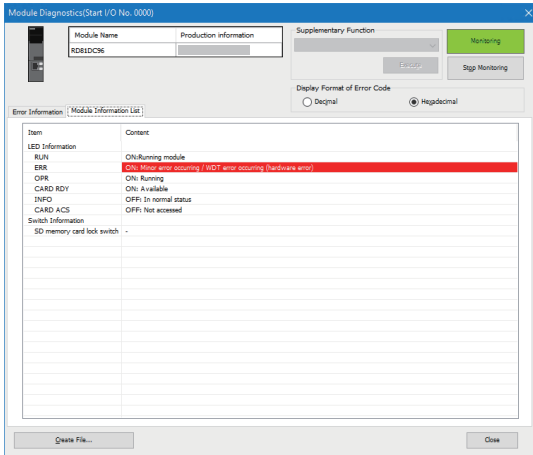 Module Diagnostics(Start I/O No. 0000)
Module Name Production information
RD81DC96
Supplementary Function
Execute
Monitoring
Stop Monitoring
Display Format of Error Code
Decimal Hexadecimal
Error Information Module Information List
Item Content
LED Information
RUN ON:Running module
ERR ON: Minor error occurring / WDT error occurring (hardware error)
OPR ON: Running
CARD RDY ON: Available
INFO OFF: In normal status
CARD ACS OFF: Not accessed
Switch Information
SD memory card lock switch -
Create File... Close